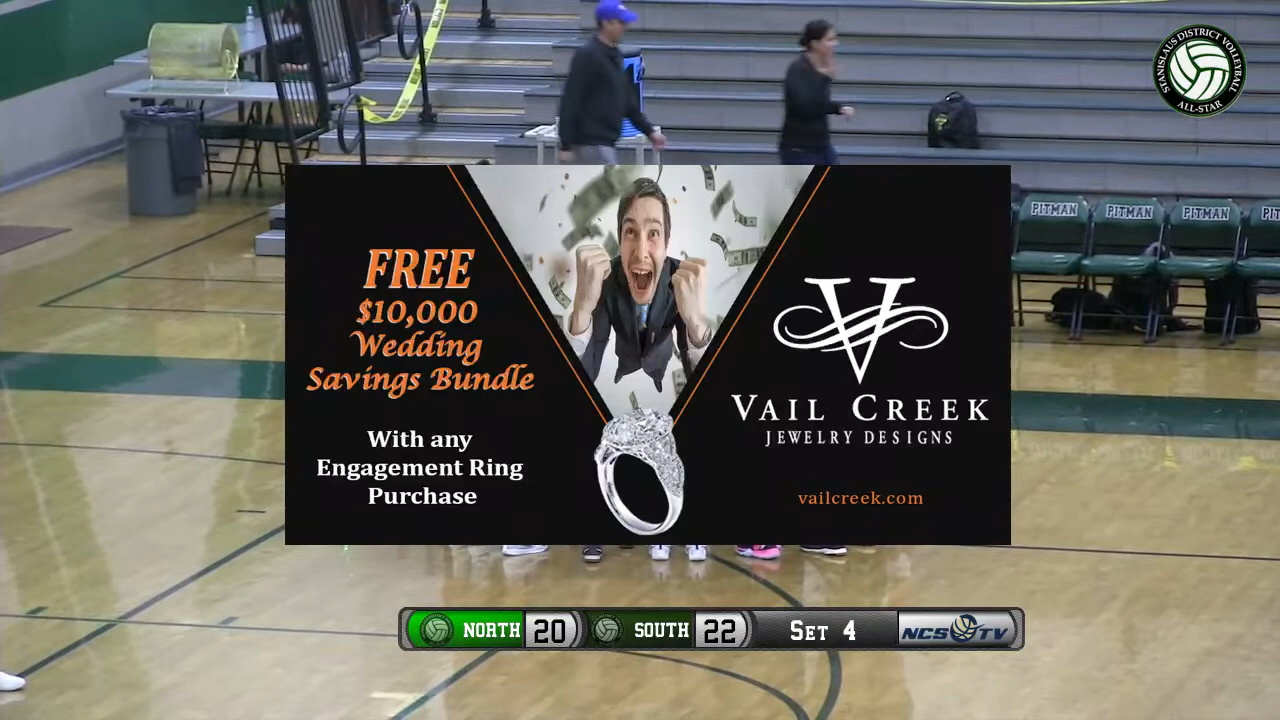 STANISLAUS DISTRICT VOLLEYBALL
ALL-STAR
PITMAN
PITMAN
PITMAN
FREE
$10,000
Wedding
Savings Bundle
With any
Engagement Ring
Purchase
V
VAIL CREEK
JEWELRY DESIGNS
vailcreek.com
NORTH 20 SOUTH 22 SET 4 NCS TV